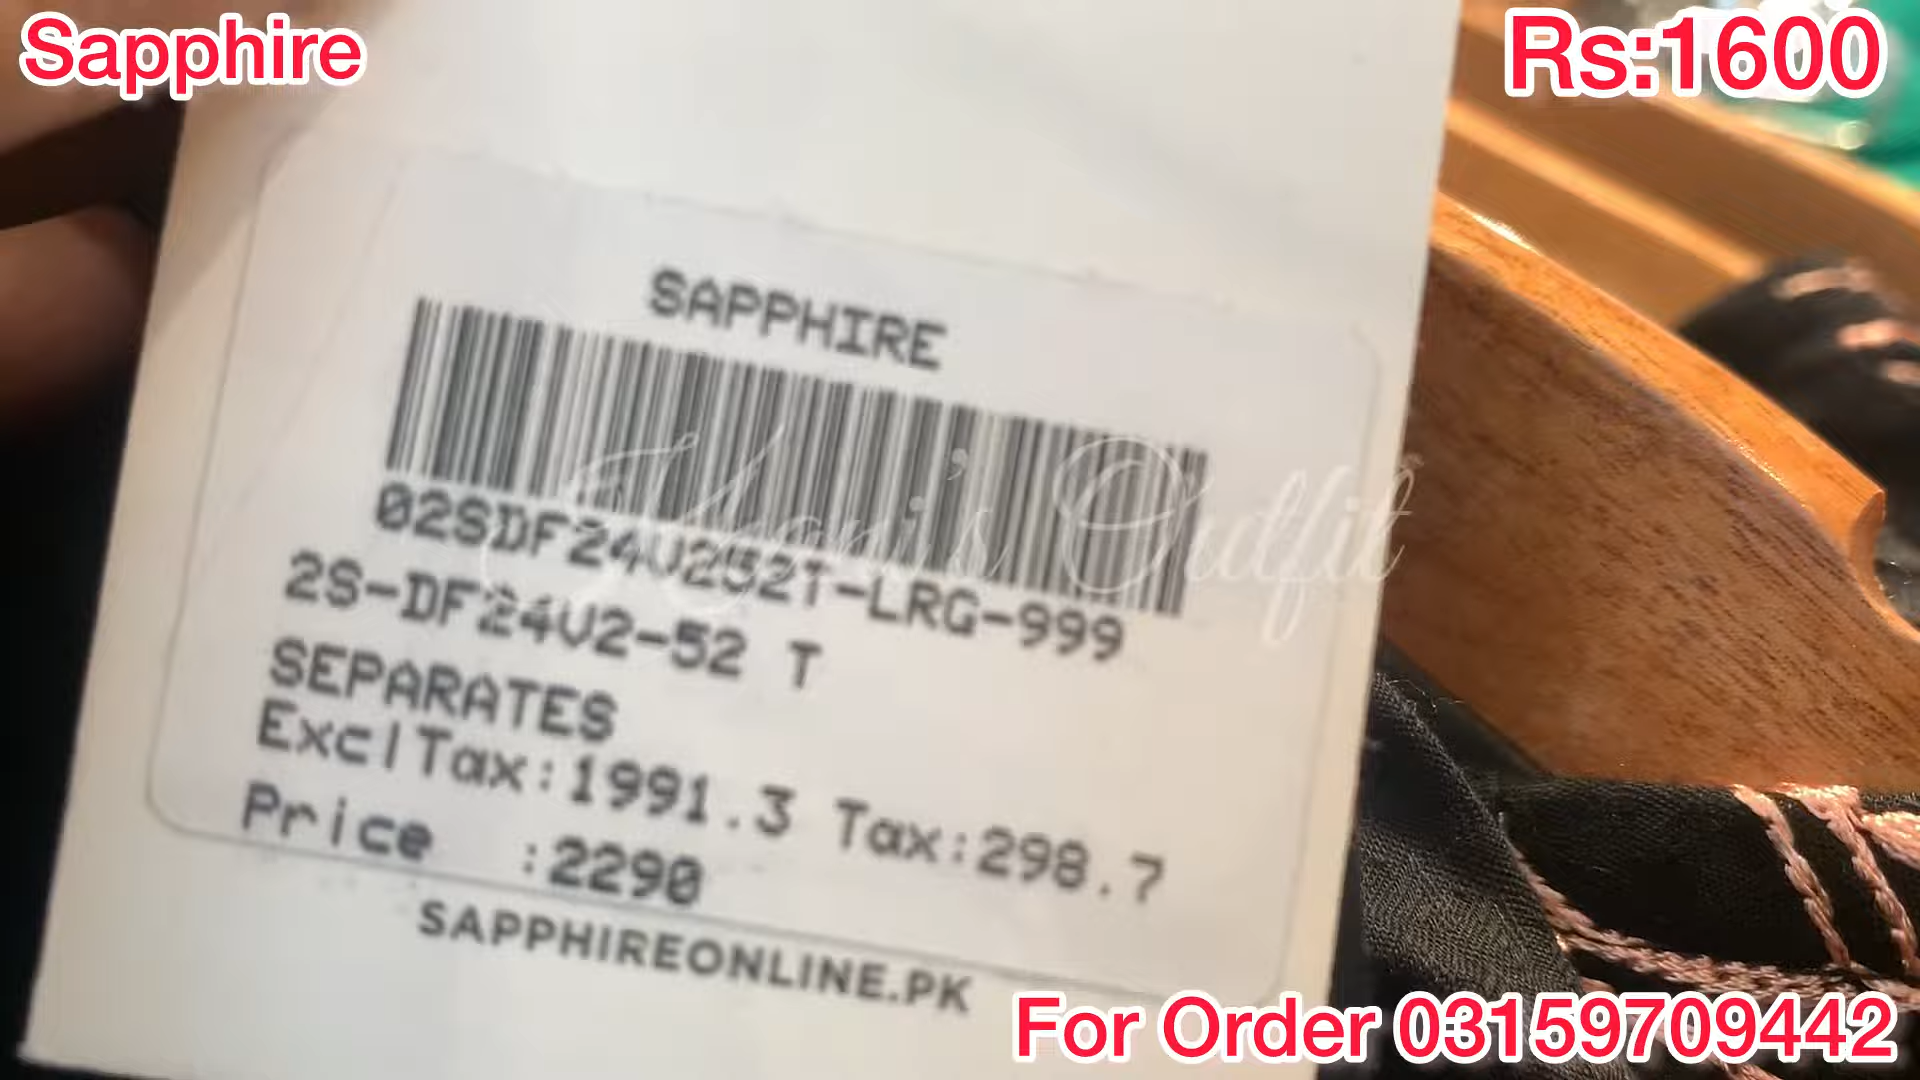 Sapphire
Rs:1600
SAPPHIRE
02SDF24V252T-LRG-999
2S-DF24V2-52 T
SEPARATES
ExclTax:1991.3 Tax:298.7
Price :2290
SAPPHIREONLINE.PK
For Order 03159709442